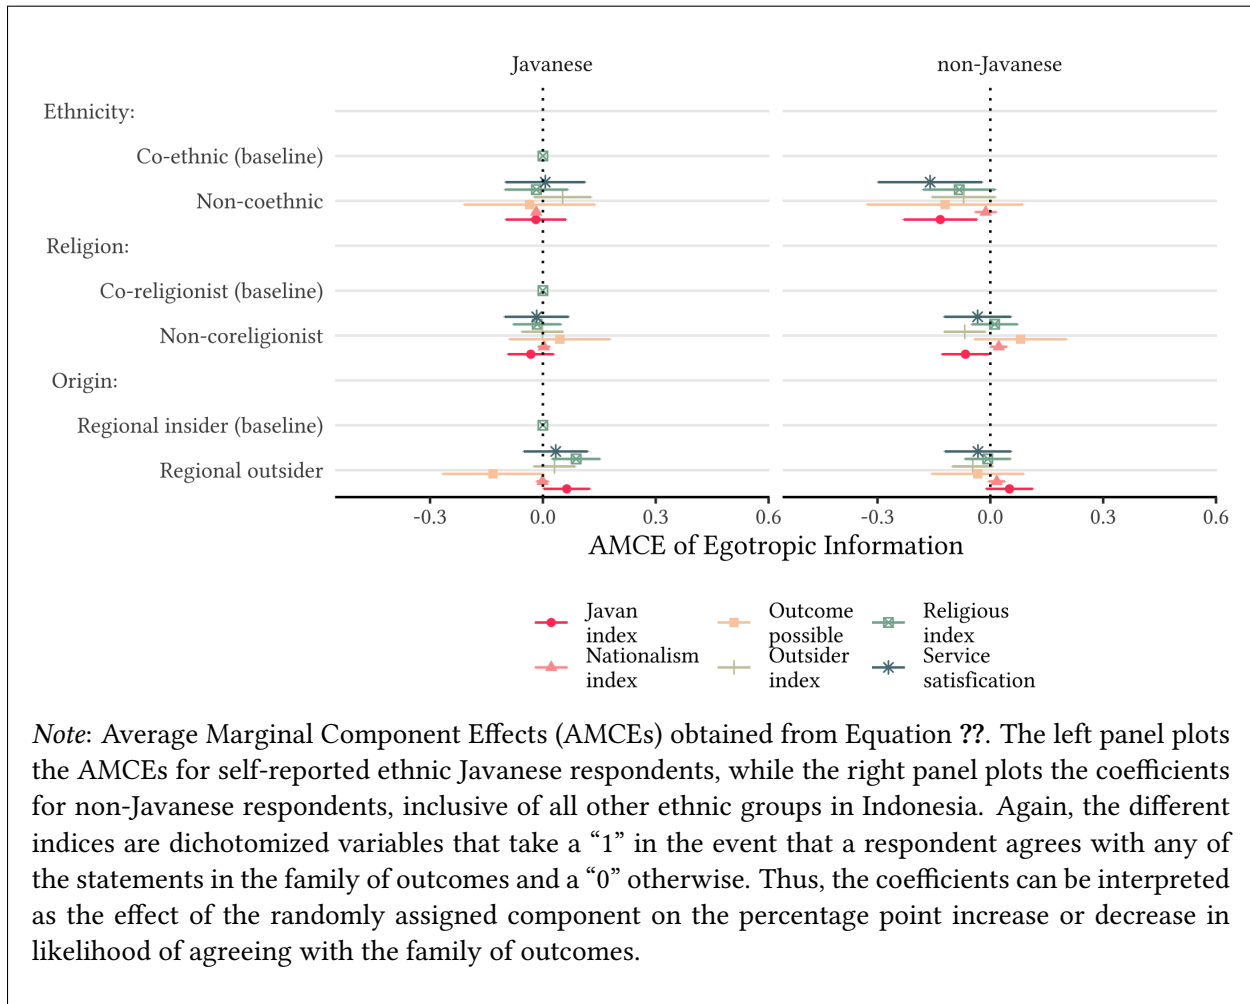 Javanese
non-Javanese
Ethnicity:
Co-ethnic (baseline)
Non-coethnic
Religion:
Co-religionist (baseline)
Non-coreligionist
Origin:
Regional insider (baseline)
Regional outsider
-0.3 0.0 0.3 0.6
-0.3 0.0 0.3 0.6
AMCE of Egotropic Information
Javan
index
Outcome
possible
Religious
index
Nationalism
index
Outsider
index
Service
satisfication
Note: Average Marginal Component Effects (AMCEs) obtained from Equation ??. The left panel plots
the AMCEs for self-reported ethnic Javanese respondents, while the right panel plots the coefficients
for non-Javanese respondents, inclusive of all other ethnic groups in Indonesia. Again, the different
indices are dichotomized variables that take a “1” in the event that a respondent agrees with any of
the statements in the family of outcomes and a “0” otherwise. Thus, the coefficients can be interpreted
as the effect of the randomly assigned component on the percentage point increase or decrease in
likelihood of agreeing with the family of outcomes.